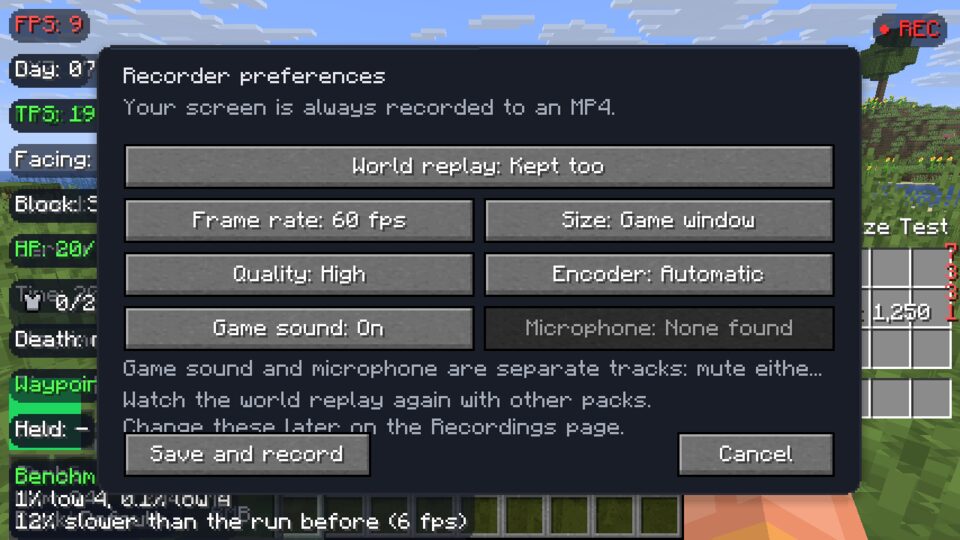 FPS: 9
• REC
Day: 07
TPS: 19
Facing:
Block: S
HP: 20/
0/2
Death:
Waypoin
Held: —
Benchm
1% low 4, 0.1% low 4
12% slower than the run before (6 fps)
Recorder preferences
Your screen is always recorded to an MP4.
World replay: Kept too
Frame rate: 60 fps
Size: Game window
Quality: High
Encoder: Automatic
Game sound: On
Microphone: None found
Game sound and microphone are separate tracks: mute eithe...
Watch the world replay again with other packs.
Change these later on the Recordings page.
Save and record
Cancel
ze Test
1,250